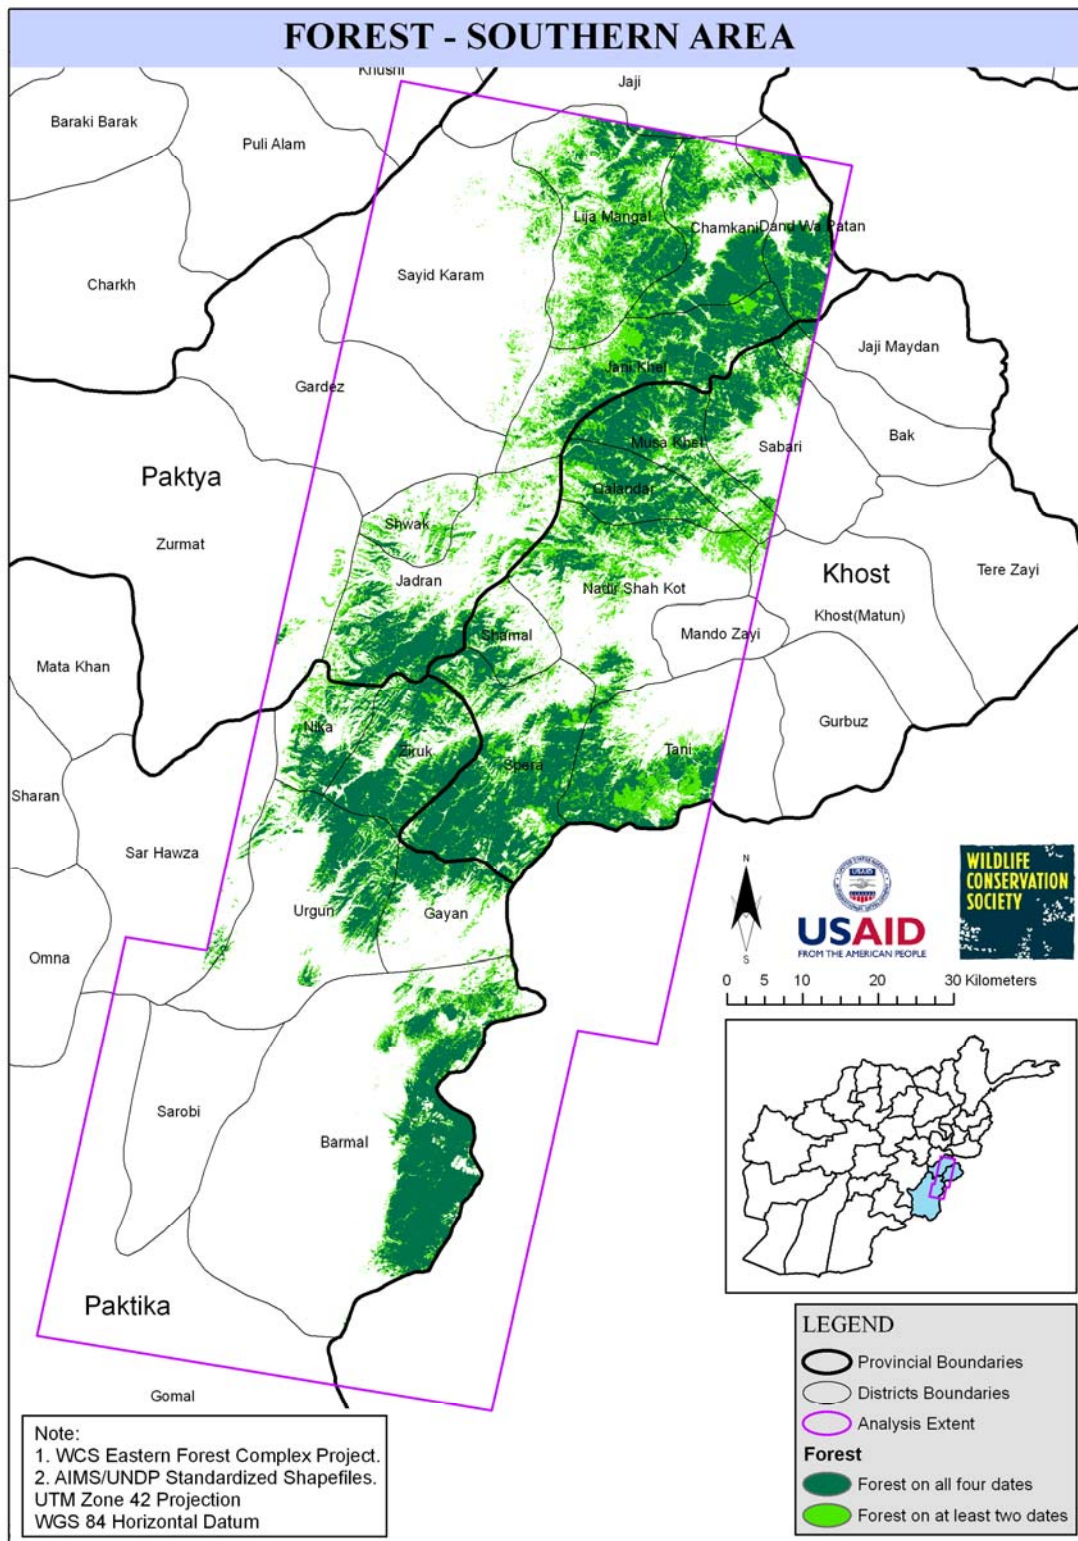 FOREST - SOUTHERN AREA
Khushi
Jaji
Baraki Barak
Puli Alam
Lija Mangal
Chamkani
Dand Wa Patan
Sayid Karam
Charkh
Jaji Maydan
Jani Khel
Gardez
Musa Khel
Sabari
Bak
Paktya
Qalandar
Shwak
Zurmat
Jadran
Nadir Shah Kot
Khost
Tere Zayi
Khost(Matun)
Shamal
Mando Zayi
Mata Khan
Nika
Ziruk
Spera
Tani
Gurbuz
Sharan
Sar Hawza
Urgun
Gayan
Omna
N
S
USAID
FROM THE AMERICAN PEOPLE
WILDLIFE
CONSERVATION
SOCIETY
0 5 10 20 30 Kilometers
Sarobi
Barmal
Paktika
Gomal
LEGEND
Provincial Boundaries
Districts Boundaries
Analysis Extent
Forest
Forest on all four dates
Forest on at least two dates
Note:
1. WCS Eastern Forest Complex Project.
2. AIMS/UNDP Standardized Shapefiles.
UTM Zone 42 Projection
WGS 84 Horizontal Datum